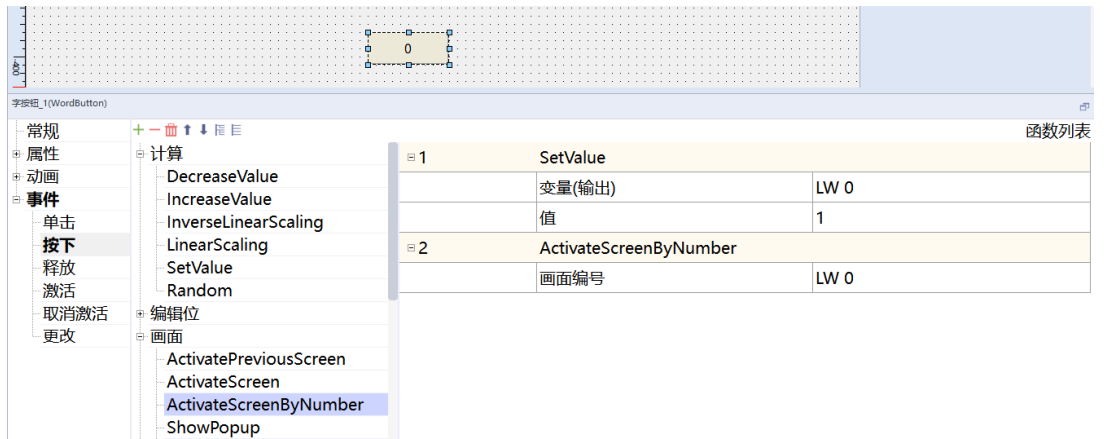 0
400
字按钮_1(WordButton)
常规
属性
动画
事件
单击
按下
释放
激活
取消激活
更改
函数列表
计算
DecreaseValue
IncreaseValue
InverseLinearScaling
LinearScaling
SetValue
Random
编辑位
画面
ActivatePreviousScreen
ActivateScreen
ActivateScreenByNumber
ShowPopup
1 SetValue
变量(输出) LW 0
值 1
2 ActivateScreenByNumber
画面编号 LW 0